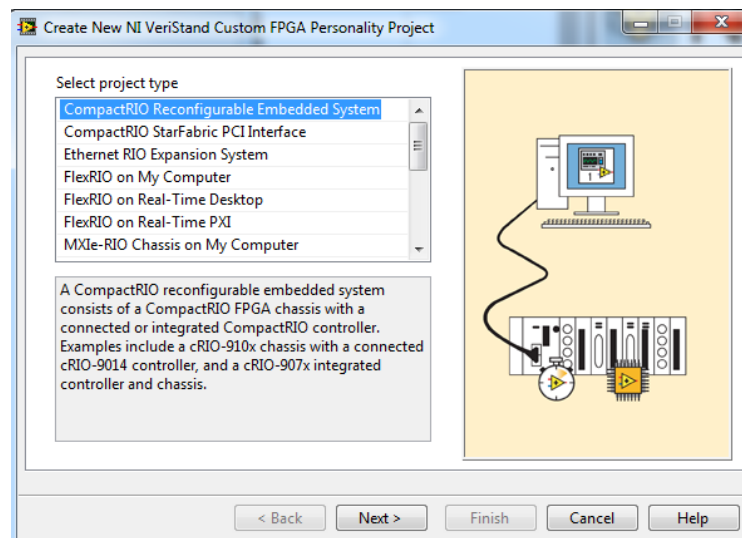 Create New NI VeriStand Custom FPGA Personality Project
Select project type
CompactRIO Reconfigurable Embedded System
CompactRIO StarFabric PCI Interface
Ethernet RIO Expansion System
FlexRIO on My Computer
FlexRIO on Real-Time Desktop
FlexRIO on Real-Time PXI
MXIe-RIO Chassis on My Computer
A CompactRIO reconfigurable embedded system
consists of a CompactRIO FPGA chassis with a
connected or integrated CompactRIO controller.
Examples include a cRIO-910x chassis with a connected
cRIO-9014 controller, and a cRIO-907x integrated
controller and chassis.
1
< Back Next > Finish Cancel Help